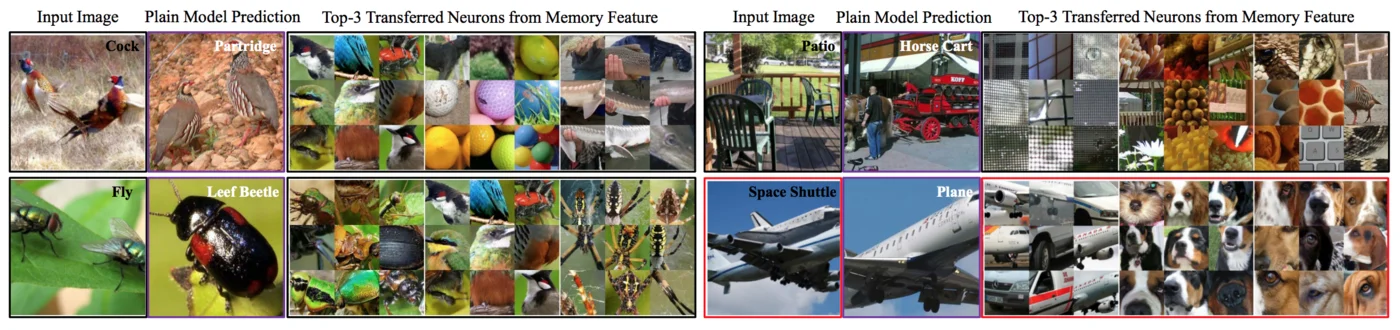 Input Image Plain Model Prediction Top-3 Transferred Neurons from Memory Feature
Input Image Plain Model Prediction Top-3 Transferred Neurons from Memory Feature
Cock Partridge
Patio Horse Cart
KOPP
Fly Leef Beetle
Space Shuttle Plane